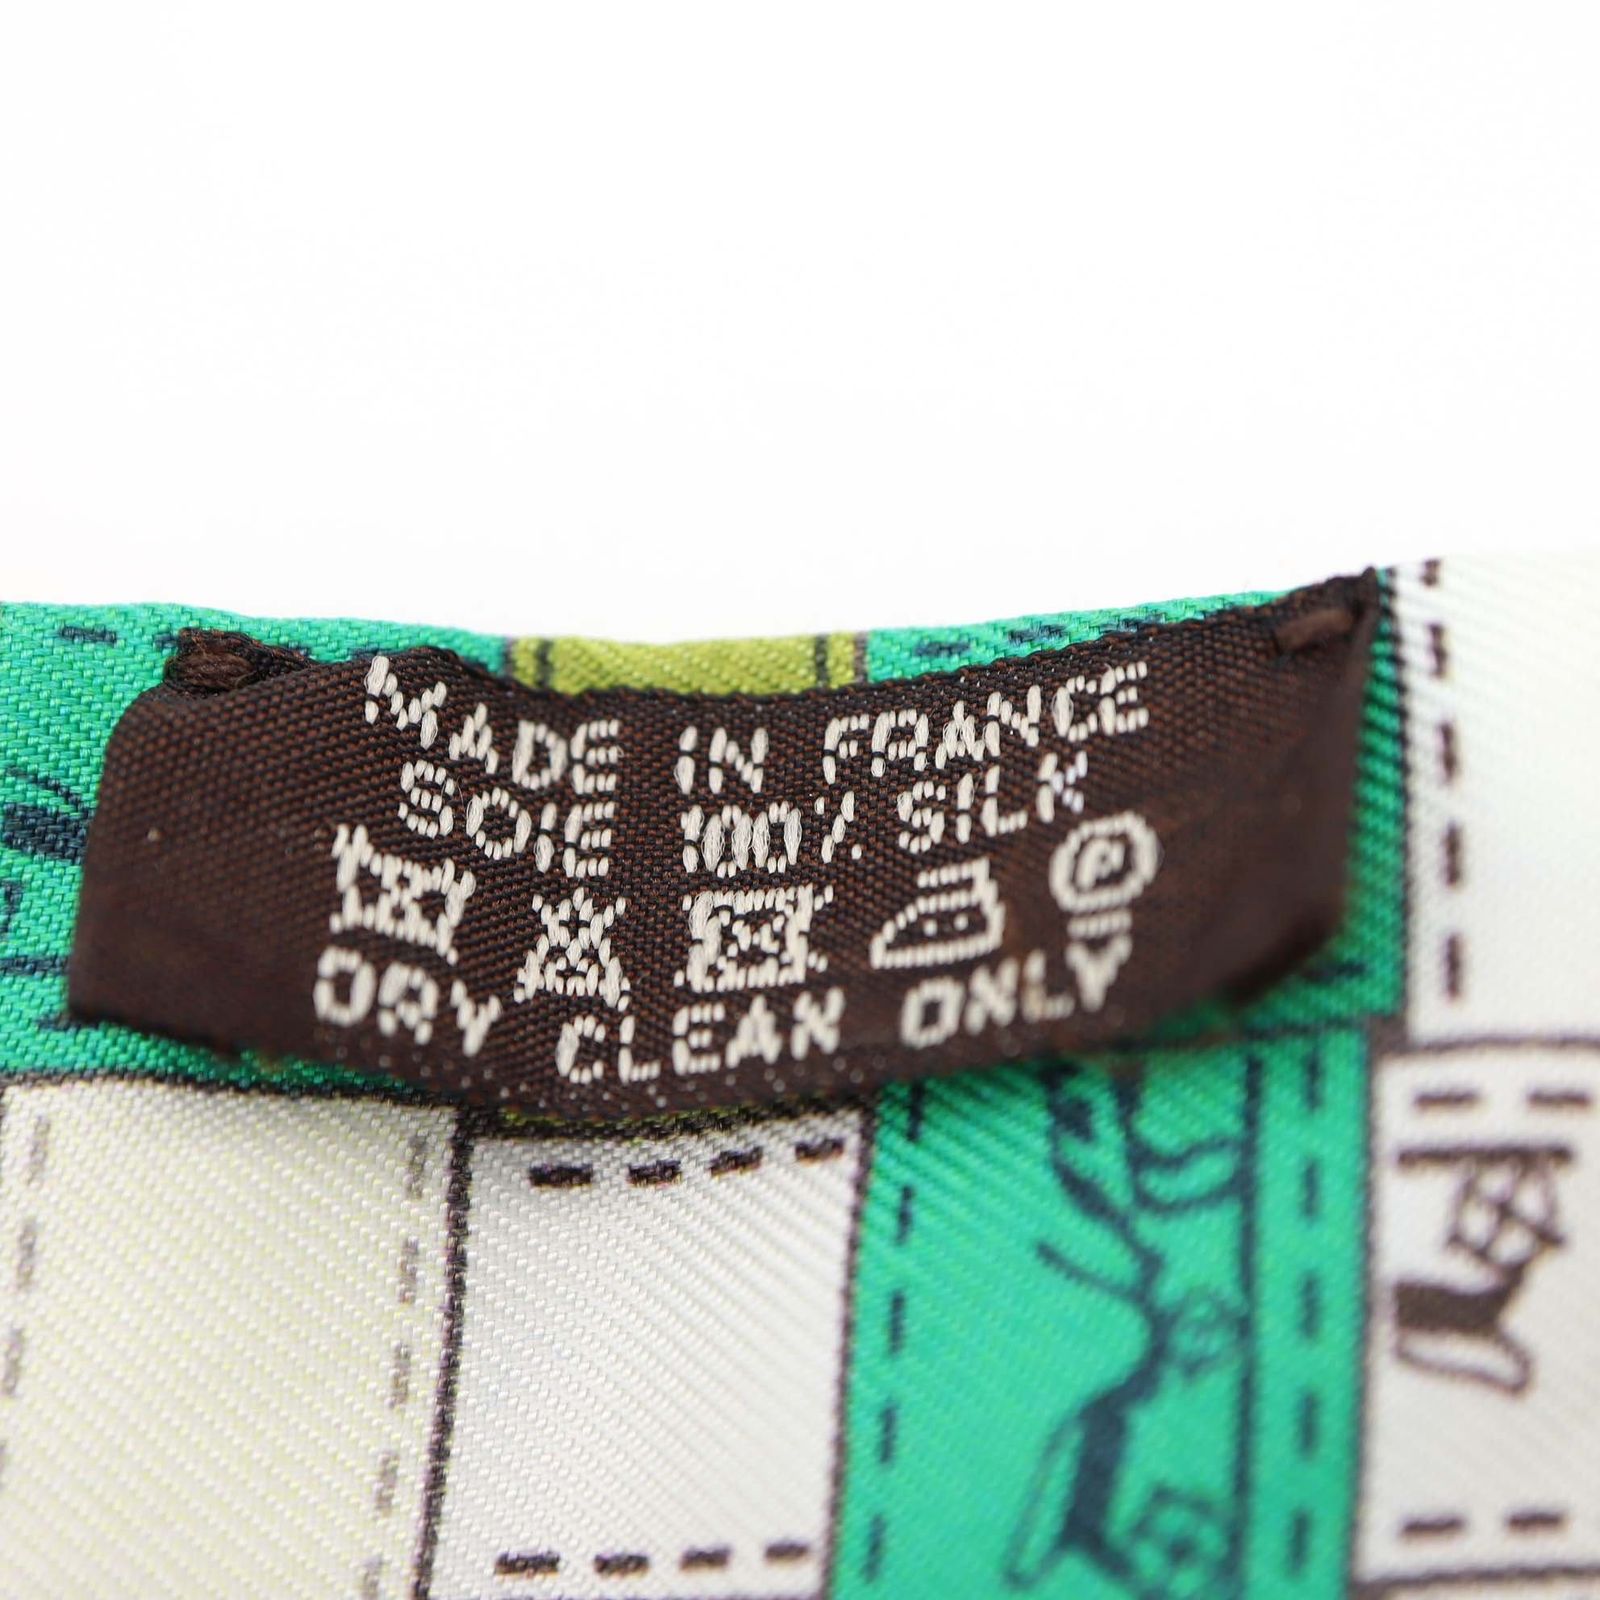 MADE IN FRANCE
SOIE 100% SILK
P
DRY CLEAN ONLY